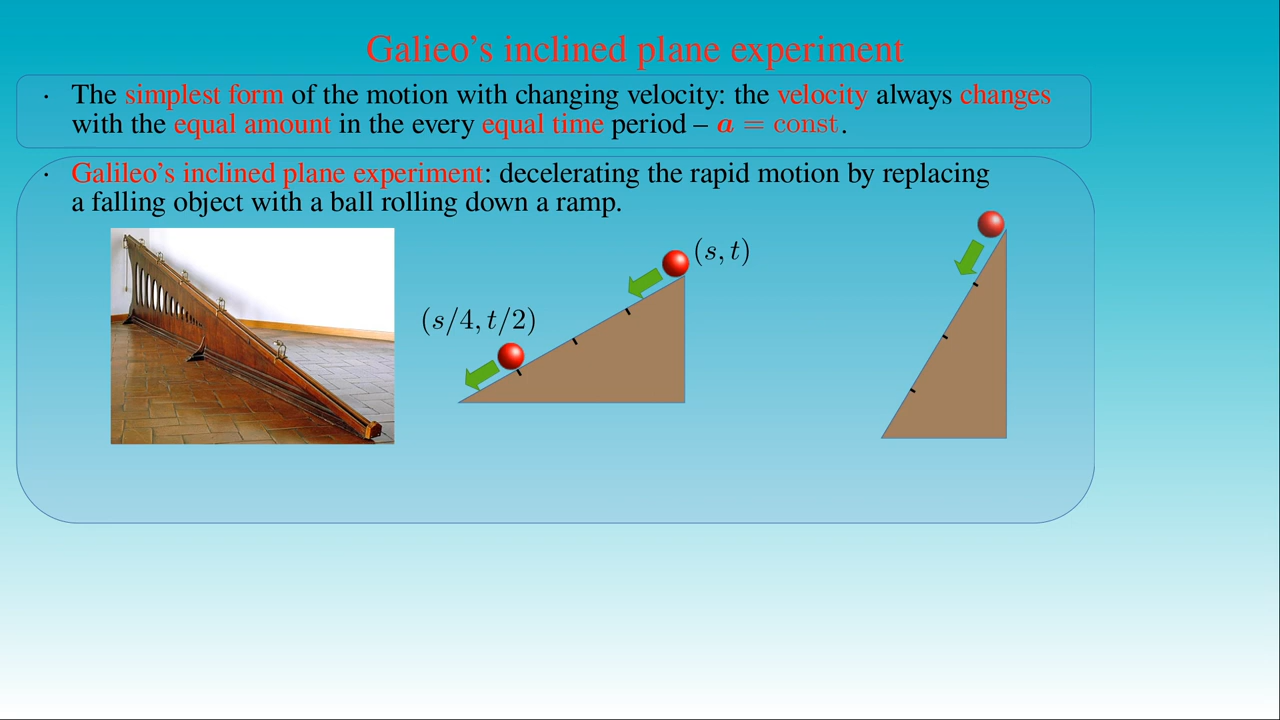 Galieo's inclined plane experiment
· The simplest form of the motion with changing velocity: the velocity always changes
with the equal amount in the every equal time period – a = const.
· Galileo's inclined plane experiment: decelerating the rapid motion by replacing
a falling object with a ball rolling down a ramp.
(s, t)
(s/4, t/2)